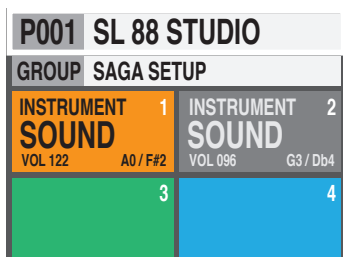 P001 SL 88 STUDIO
GROUP SAGA SETUP
INSTRUMENT 1 INSTRUMENT 2
SOUND SOUND
VOL 122 A0 / F#2 VOL 096 G3 / Db4
3 4